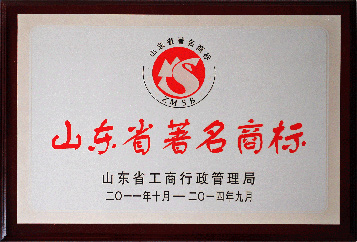 山东省著名商标
ZMSB
山东省著名商标
山东省工商行政管理局
二〇一一年十月—二〇一四年九月